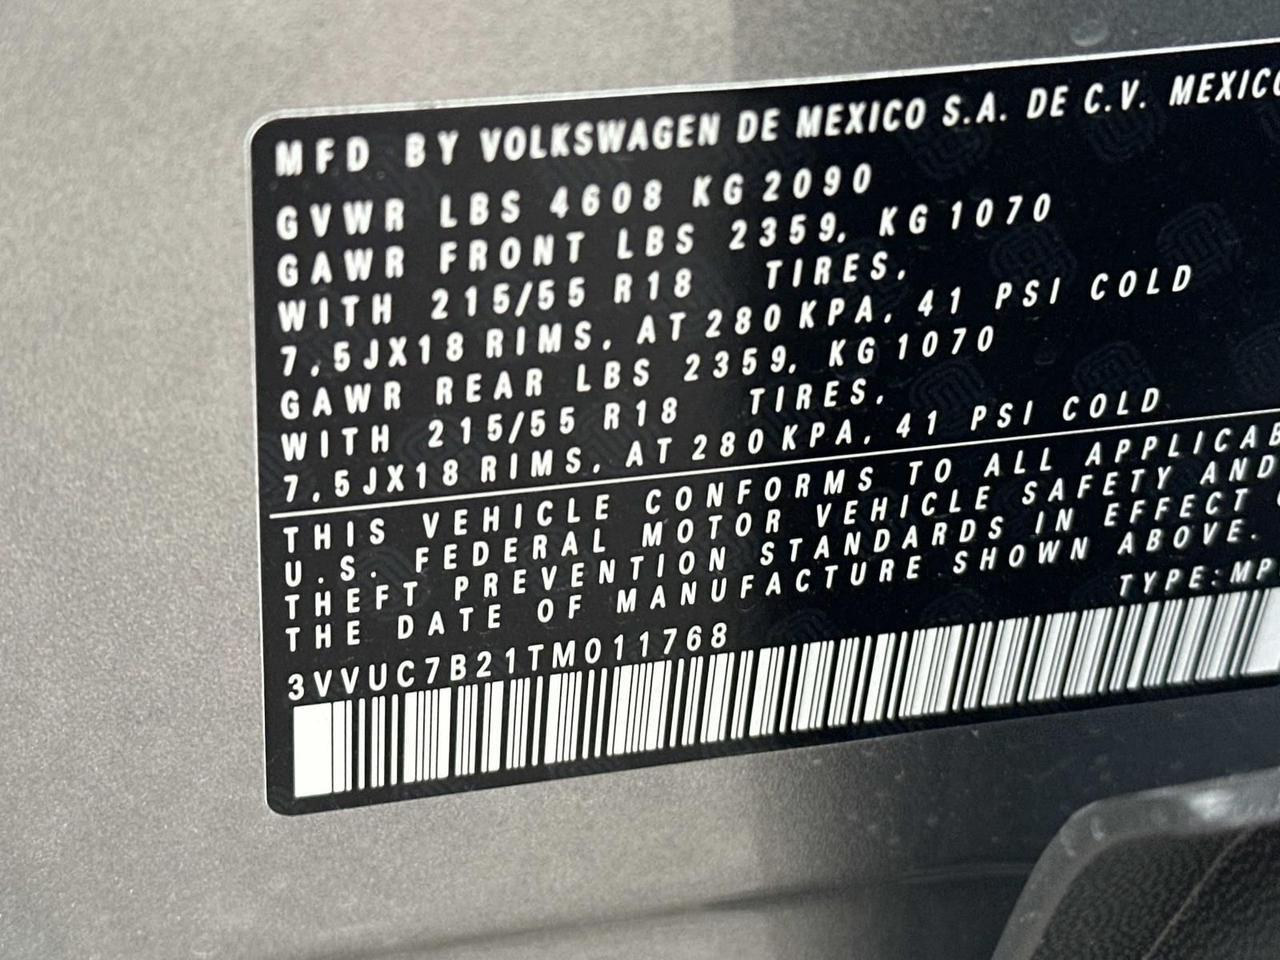 MFD BY VOLKSWAGEN DE MEXICO S.A. DE C.V. MEXICO
GVWR LBS 4608 KG 2090
GAWR FRONT LBS 2359, KG 1070
WITH 215/55 R18 TIRES,
7,5JX18 RIMS, AT 280 KPA, 41 PSI COLD
GAWR REAR LBS 2359, KG 1070
WITH 215/55 R18 TIRES,
7,5JX18 RIMS, AT 280 KPA, 41 PSI COLD
THIS VEHICLE CONFORMS TO ALL APPLICAB
U.S. FEDERAL MOTOR VEHICLE SAFETY AND
THEFT PREVENTION STANDARDS IN EFFECT
THE DATE OF MANUFACTURE SHOWN ABOVE.
TYPE:MP
3VVUC7B21TM011768